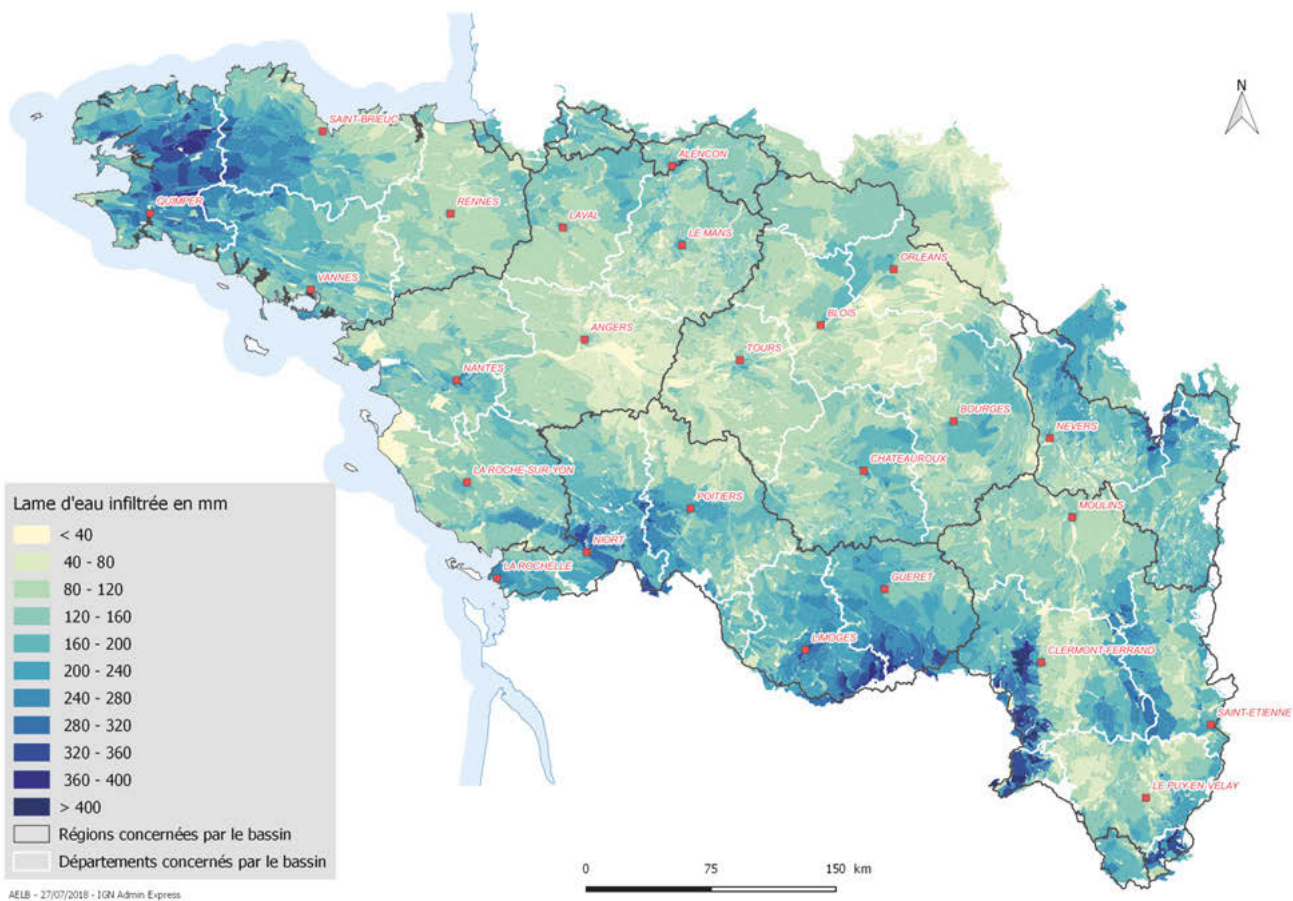 N
SAINT-BRIEUC
ALENCON
QUIMPER
RENNES
LAVAL
LE MANS
ORLEANS
VANNES
BLOIS
ANGERS
TOURS
NANTES
BOURGES
NEVERS
CHATEAUROUX
LA ROCHE-SUR-YON
POITIERS
MOULINS
NIORT
LA ROCHELLE
GUERET
LIMOGES
CLERMONT-FERRAND
SAINT-ETIENNE
LE PUY-EN-VELAY
Lame d'eau infiltrée en mm
< 40
40 - 80
80 - 120
120 - 160
160 - 200
200 - 240
240 - 280
280 - 320
320 - 360
360 - 400
> 400
Régions concernées par le bassin
Départements concernés par le bassin
0 75 150 km
AELB - 27/07/2018 - IGN Admin Express